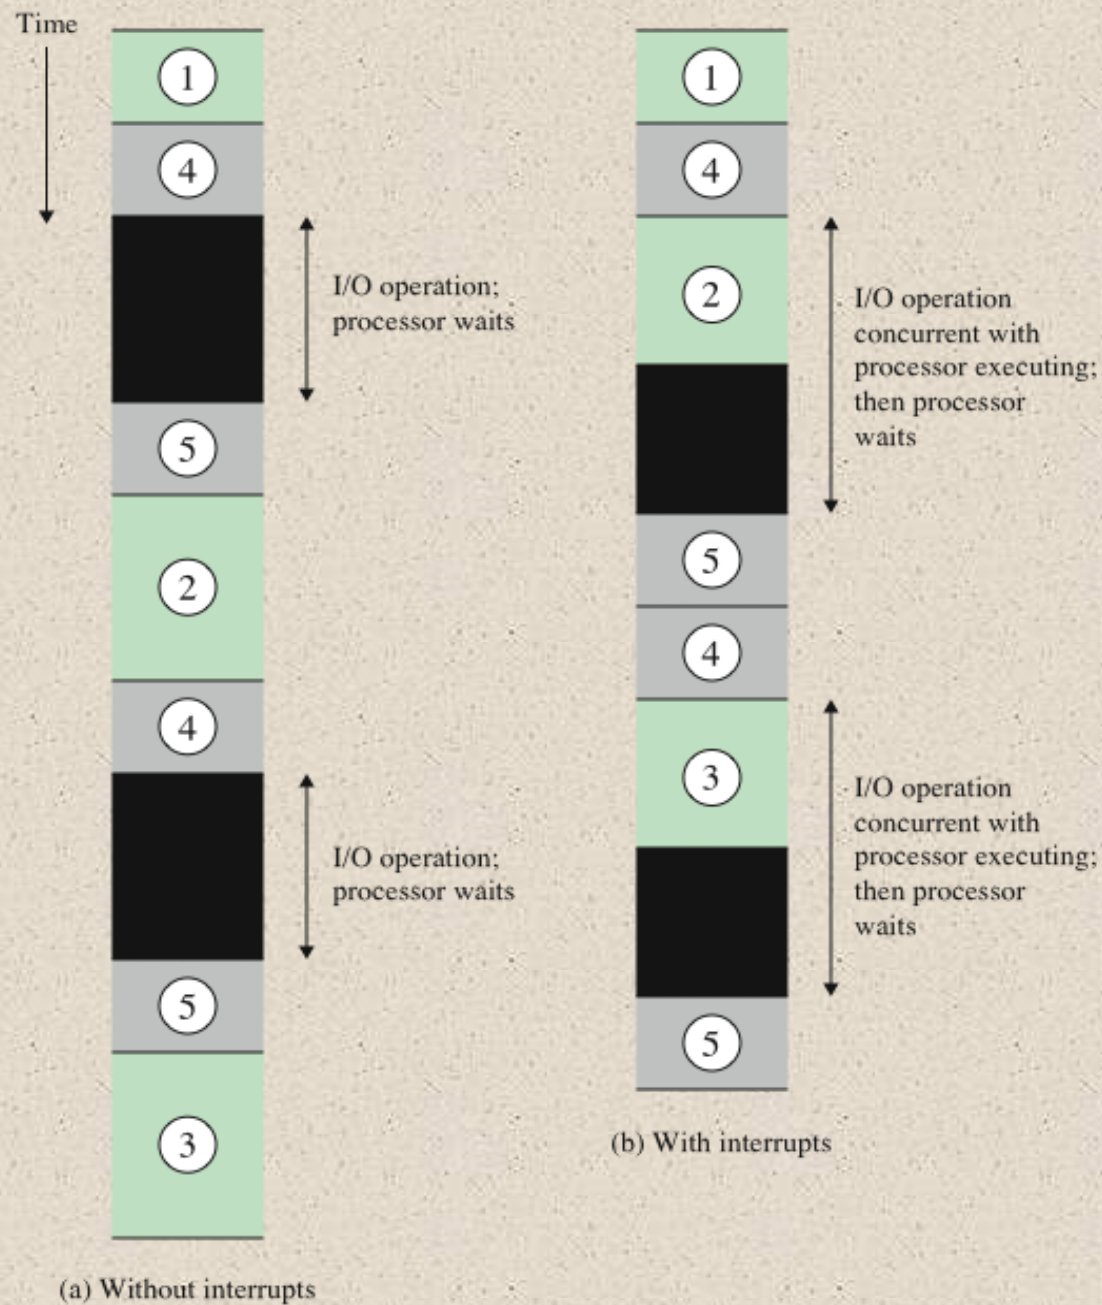 Time
1
4
I/O operation;
processor waits
5
2
4
I/O operation;
processor waits
5
3
(a) Without interrupts
1
4
2
I/O operation
concurrent with
processor executing;
then processor
waits
5
4
3
I/O operation
concurrent with
processor executing;
then processor
waits
5
(b) With interrupts